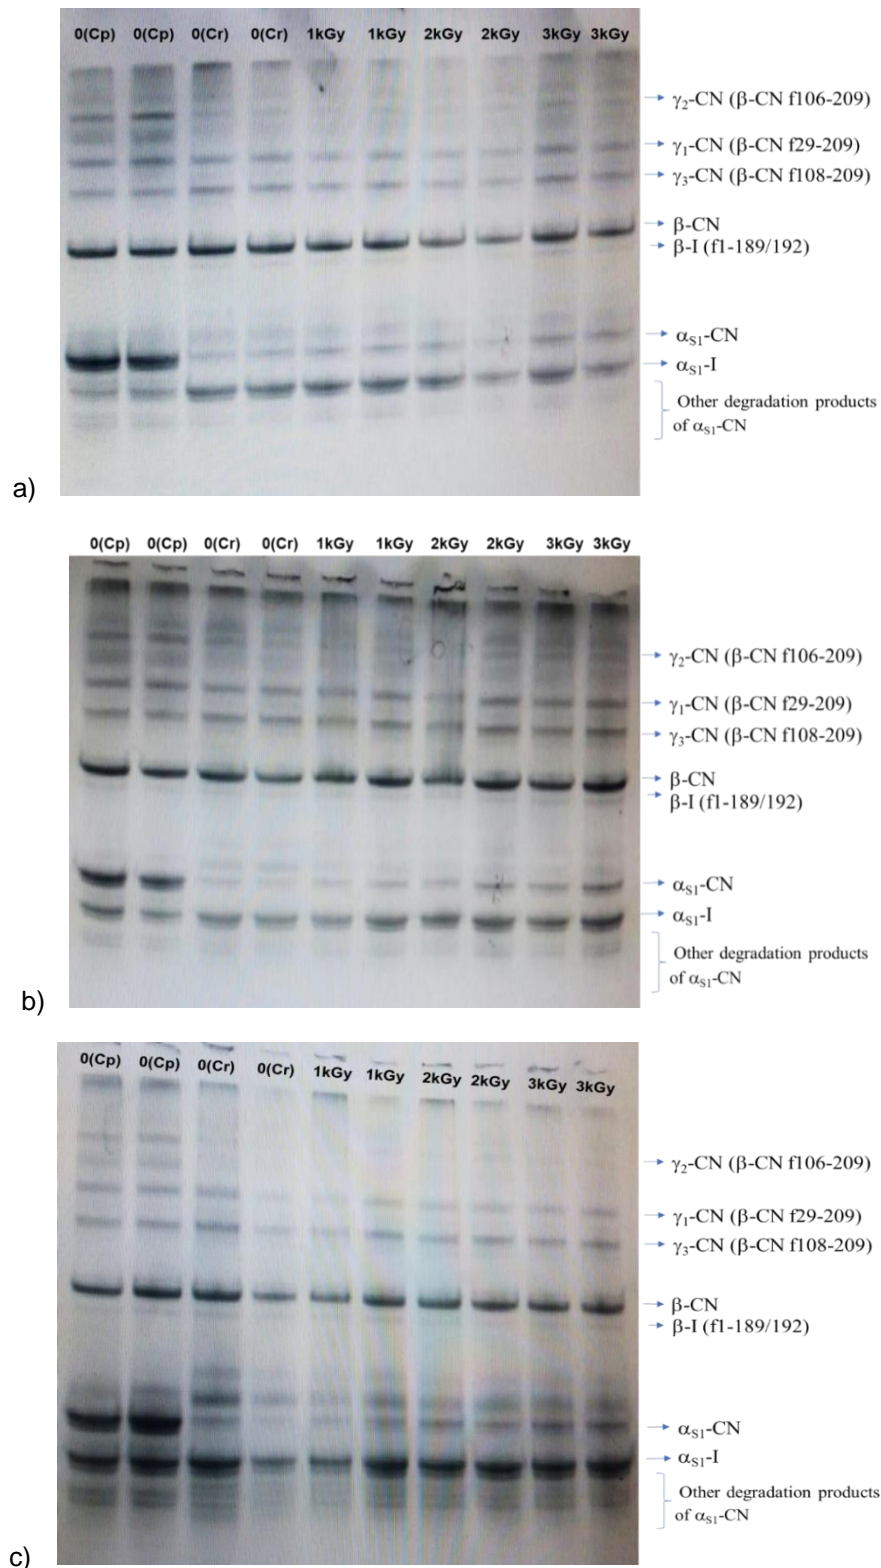 0(Cp) 0(Cp) 0(Cr) 0(Cr) 1kGy 1kGy 2kGy 2kGy 3kGy 3kGy
γ₂-CN (β-CN f106-209)
γ₁-CN (β-CN f29-209)
γ₃-CN (β-CN f108-209)
β-CN
β-I (f1-189/192)
αS1-CN
αS1-I
Other degradation products
of αS1-CN
a)
0(Cp) 0(Cp) 0(Cr) 0(Cr) 1kGy 1kGy 2kGy 2kGy 3kGy 3kGy
γ₂-CN (β-CN f106-209)
γ₁-CN (β-CN f29-209)
γ₃-CN (β-CN f108-209)
β-CN
β-I (f1-189/192)
αS1-CN
αS1-I
Other degradation products
of αS1-CN
b)
0(Cp) 0(Cp) 0(Cr) 0(Cr) 1kGy 1kGy 2kGy 2kGy 3kGy 3kGy
γ₂-CN (β-CN f106-209)
γ₁-CN (β-CN f29-209)
γ₃-CN (β-CN f108-209)
β-CN
β-I (f1-189/192)
αS1-CN
αS1-I
Other degradation products
of αS1-CN
c)